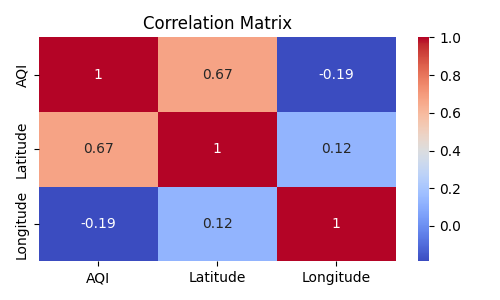 Correlation Matrix
AQI 1 0.67 -0.19
Latitude 0.67 1 0.12
Longitude -0.19 0.12 1
AQI Latitude Longitude
1.0
0.8
0.6
0.4
0.2
0.0